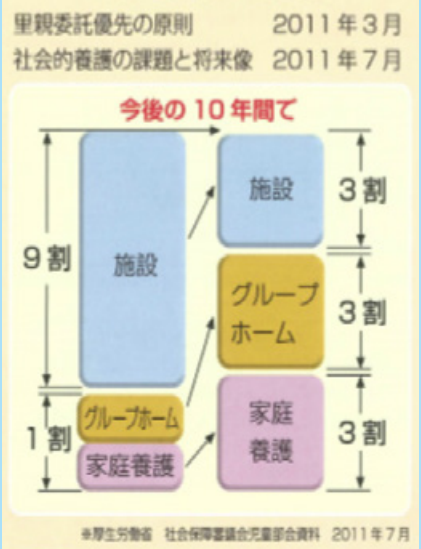 里親委託優先の原則 2011年3月
社会的養護の課題と将来像 2011年7月
今後の10年間で
9割
施設
1割
グループホーム
家庭養護
施設
3割
グループ
ホーム
3割
家庭
養護
3割
※厚生労働省 社会保障審議会児童部会資料 2011年7月